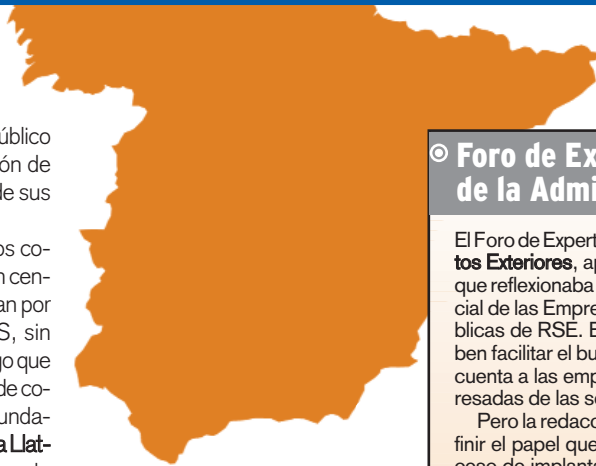 úblico
ón de
de sus
os co-
n cen-
an por
S, sin
go que
de co-
unda-
a Llat-
Foro de Ex
de la Admi
El Foro de Expert
tos Exteriores, ap
que reflexionaba
cial de las Empre
blicas de RSE. E
ben facilitar el bu
cuenta a las emp
resadas de las s
Pero la redacc
finir el papel que